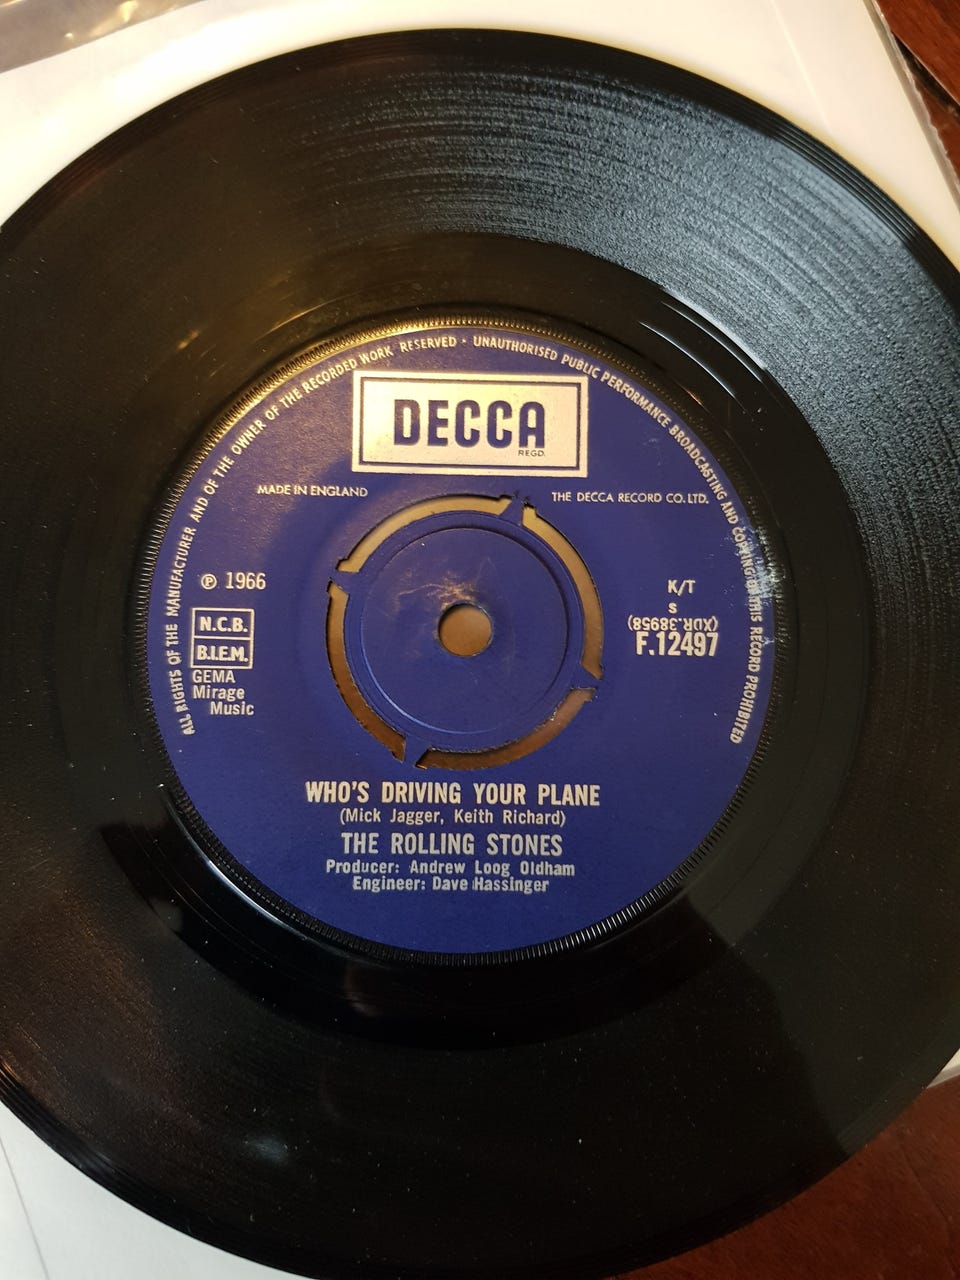 ALL RIGHTS OF THE MANUFACTURER AND OF THE OWNER OF THE RECORDED WORK RESERVED · UNAUTHORISED PUBLIC PERFORMANCE BROADCASTING AND COPYING OF THIS RECORD PROHIBITED
DECCA
REGD.
MADE IN ENGLAND
THE DECCA RECORD CO. LTD.
℗ 1966
K/T
S
(XDR.38958)
F.12497
N.C.B.
B.I.E.M.
GEMA
Mirage
Music
WHO'S DRIVING YOUR PLANE
(Mick Jagger, Keith Richard)
THE ROLLING STONES
Producer: Andrew Loog Oldham
Engineer: Dave Hassinger